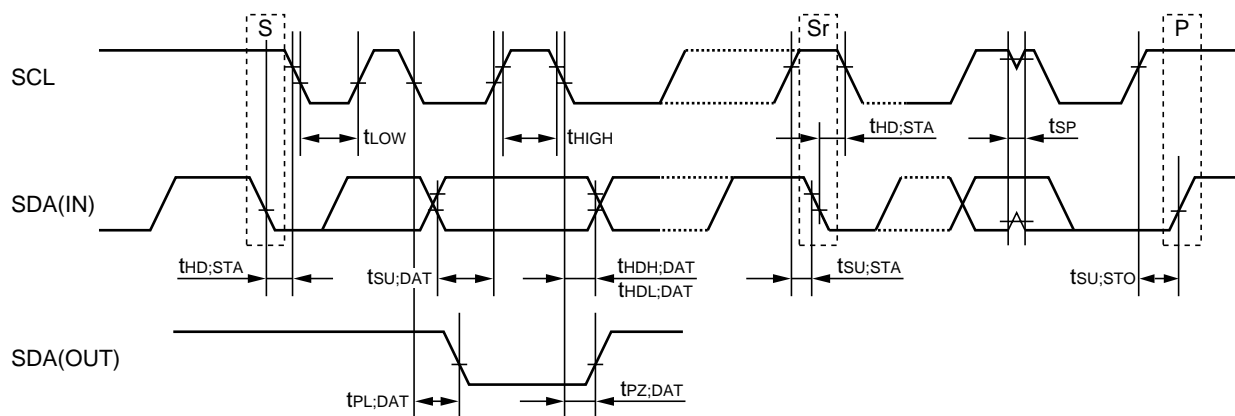 S Sr P
SCL
tLOW tHIGH tHD;STA tSP
SDA(IN)
tHD;STA tSU;DAT tHDH;DAT tSU;STA tSU;STO
tHDL;DAT
SDA(OUT)
tPL;DAT tPZ;DAT